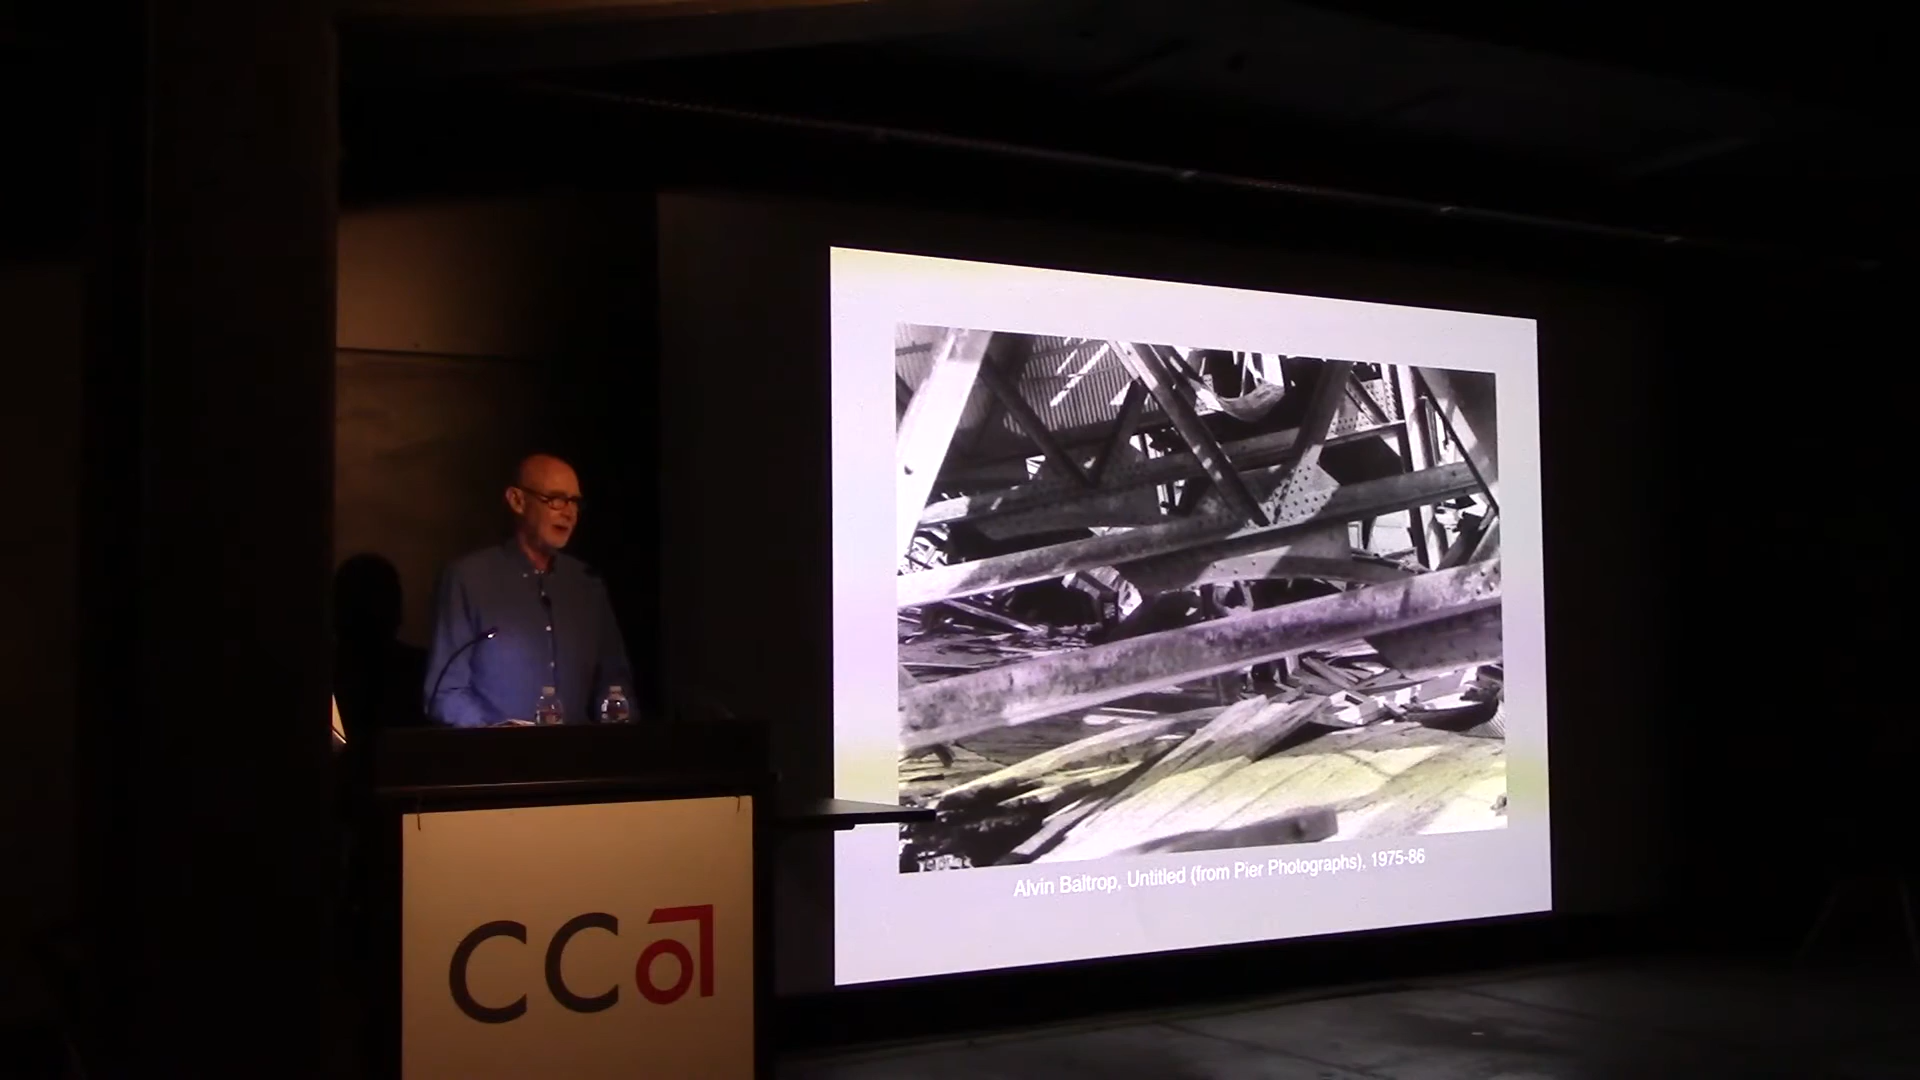 Alvin Baltrop, Untitled (from Pier Photographs), 1975-86
CCa